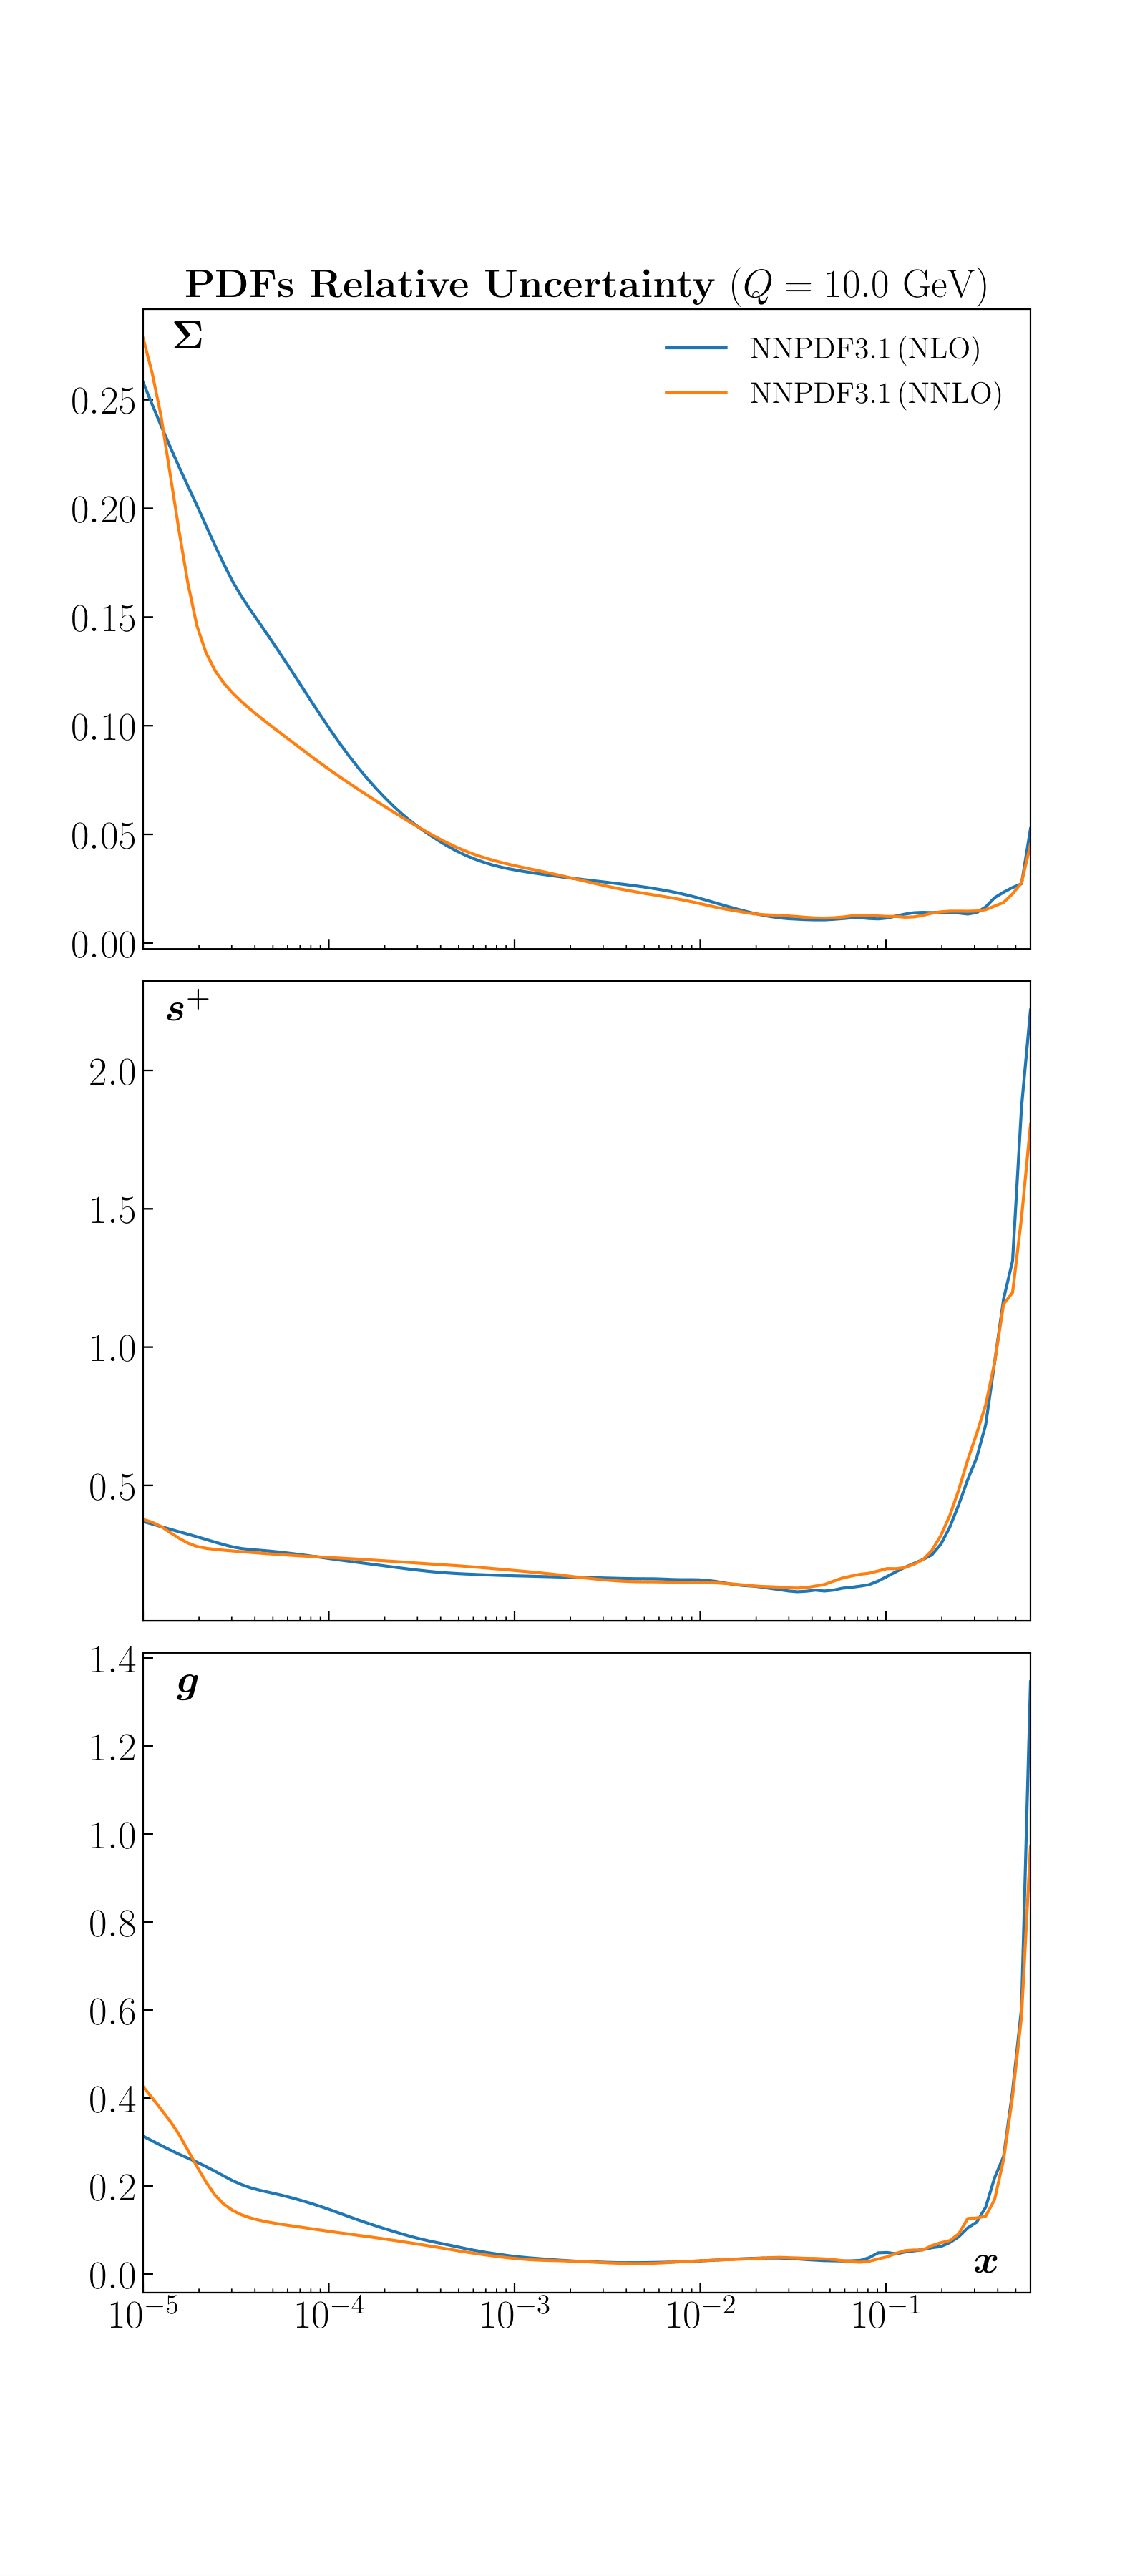 PDFs Relative Uncertainty (Q = 10.0 GeV)
Σ
NNPDF3.1 (NLO)
NNPDF3.1 (NNLO)
0.25
0.20
0.15
0.10
0.05
0.00
s⁺
2.0
1.5
1.0
0.5
1.4
g
1.2
1.0
0.8
0.6
0.4
0.2
0.0
x
10⁻⁵ 10⁻⁴ 10⁻³ 10⁻² 10⁻¹